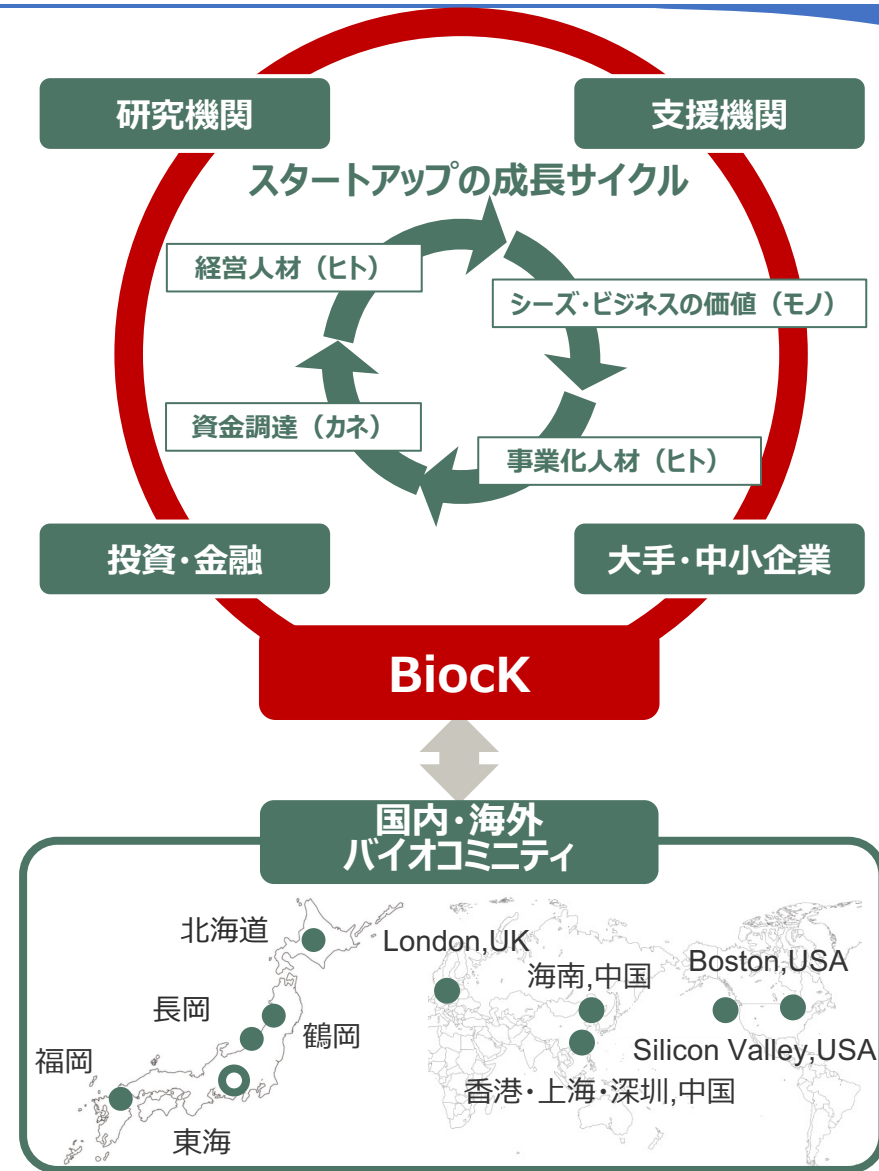 研究機関
支援機関
スタートアップの成長サイクル
経営人材（ヒト）
シーズ・ビジネスの価値（モノ）
資金調達（カネ）
事業化人材（ヒト）
投資・金融
大手・中小企業
BiocK
国内・海外
バイオコミニティ
北海道
London,UK
海南,中国
Boston,USA
長岡
鶴岡
福岡
Silicon Valley,USA
香港・上海・深圳,中国
東海